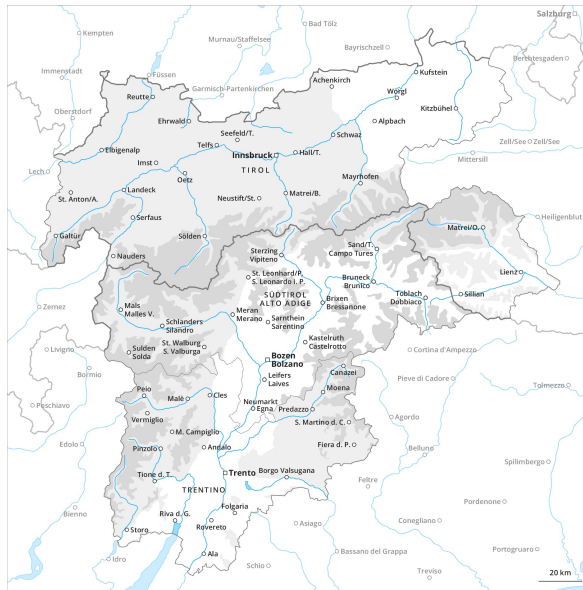 Salzburg
Bad Tölz
Kempten
Murnau/Staffelsee
Bayrischzell
Berchtesgaden
Immenstadt
Füssen
Kufstein
Garmisch-Partenkirchen
Achenkirch
Wörgl
Reutte
Oberstdorf
Kitzbühel
Ehrwald
Alpbach
Seefeld/T.
Schwaz
Telfs
Zell/See
Zell/See
Elbigenalp
Innsbruck
Hall/T.
Mittersill
Imst
TIROL
Lech
Oetz
Mayrhofen
Landeck
Matrei/B.
St. Anton/A.
Neustift/St.
Serfaus
Heiligenblut
Matrei/O.
Galtür
Sölden
Sand/T.
Campo Tures
Nauders
Sterzing
Vipiteno
Lienz
St. Leonhard/P.
S. Leonardo i. P.
Bruneck
Brunico
SÜDTIROL
ALTO ADIGE
Toblach
Dobbiaco
Sillian
Brixen
Bressanone
Zernez
Mals
Malles V.
Meran
Merano
Sarnthein
Sarentino
Schlanders
Silandro
Kastelruth
Castelrotto
St. Walburg
S. Valburga
Livigno
Sulden
Solda
Cortina d'Ampezzo
Bozen
Bolzano
Bormio
Canazei
Leifers
Laives
Pieve di Cadore
Tolmezzo
Peio
Moena
Malè
Cles
Poschiavo
Neumarkt
Egna
Predazzo
Vermiglio
Agordo
S. Martino d. C.
M. Campiglio
Edolo
Andalo
Fiera d. P.
Pinzolo
Belluno
Spilimbergo
Trento
Borgo Valsugana
Tione d. T.
Feltre
TRENTINO
Pordenone
Folgaria
Bienno
Riva d. G.
Rovereto
Asiago
Conegliano
Storo
Portogruaro
Ala
Bassano del Grappa
Idro
Schio
Treviso
20 km